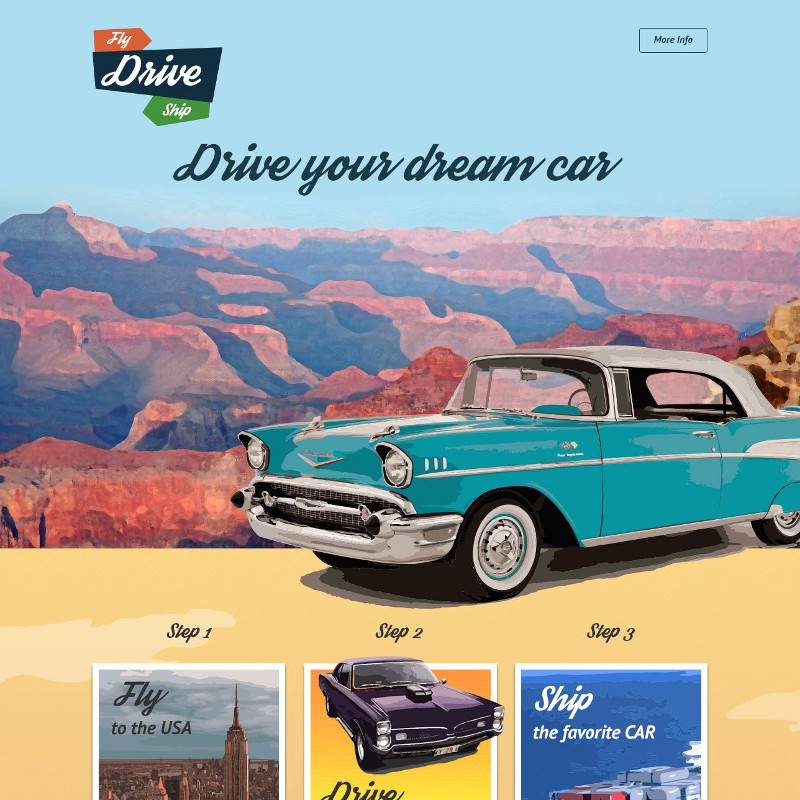 Fly
Drive
Ship
More Info
Drive your dream car
Step 1
Step 2
Step 3
Fly
to the USA
Drive
Ship
the favorite CAR